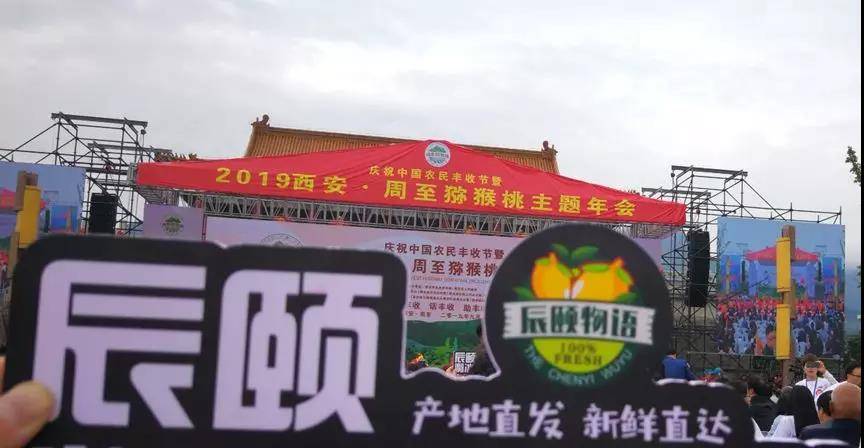 庆祝中国农民丰收节暨
2019西安·周至猕猴桃主题年会
庆祝中国农民丰收节暨
周至猕猴桃
辰颐
辰颐物语
100%
FRESH
THE CHENYI WUYU
产地直发 新鲜直达